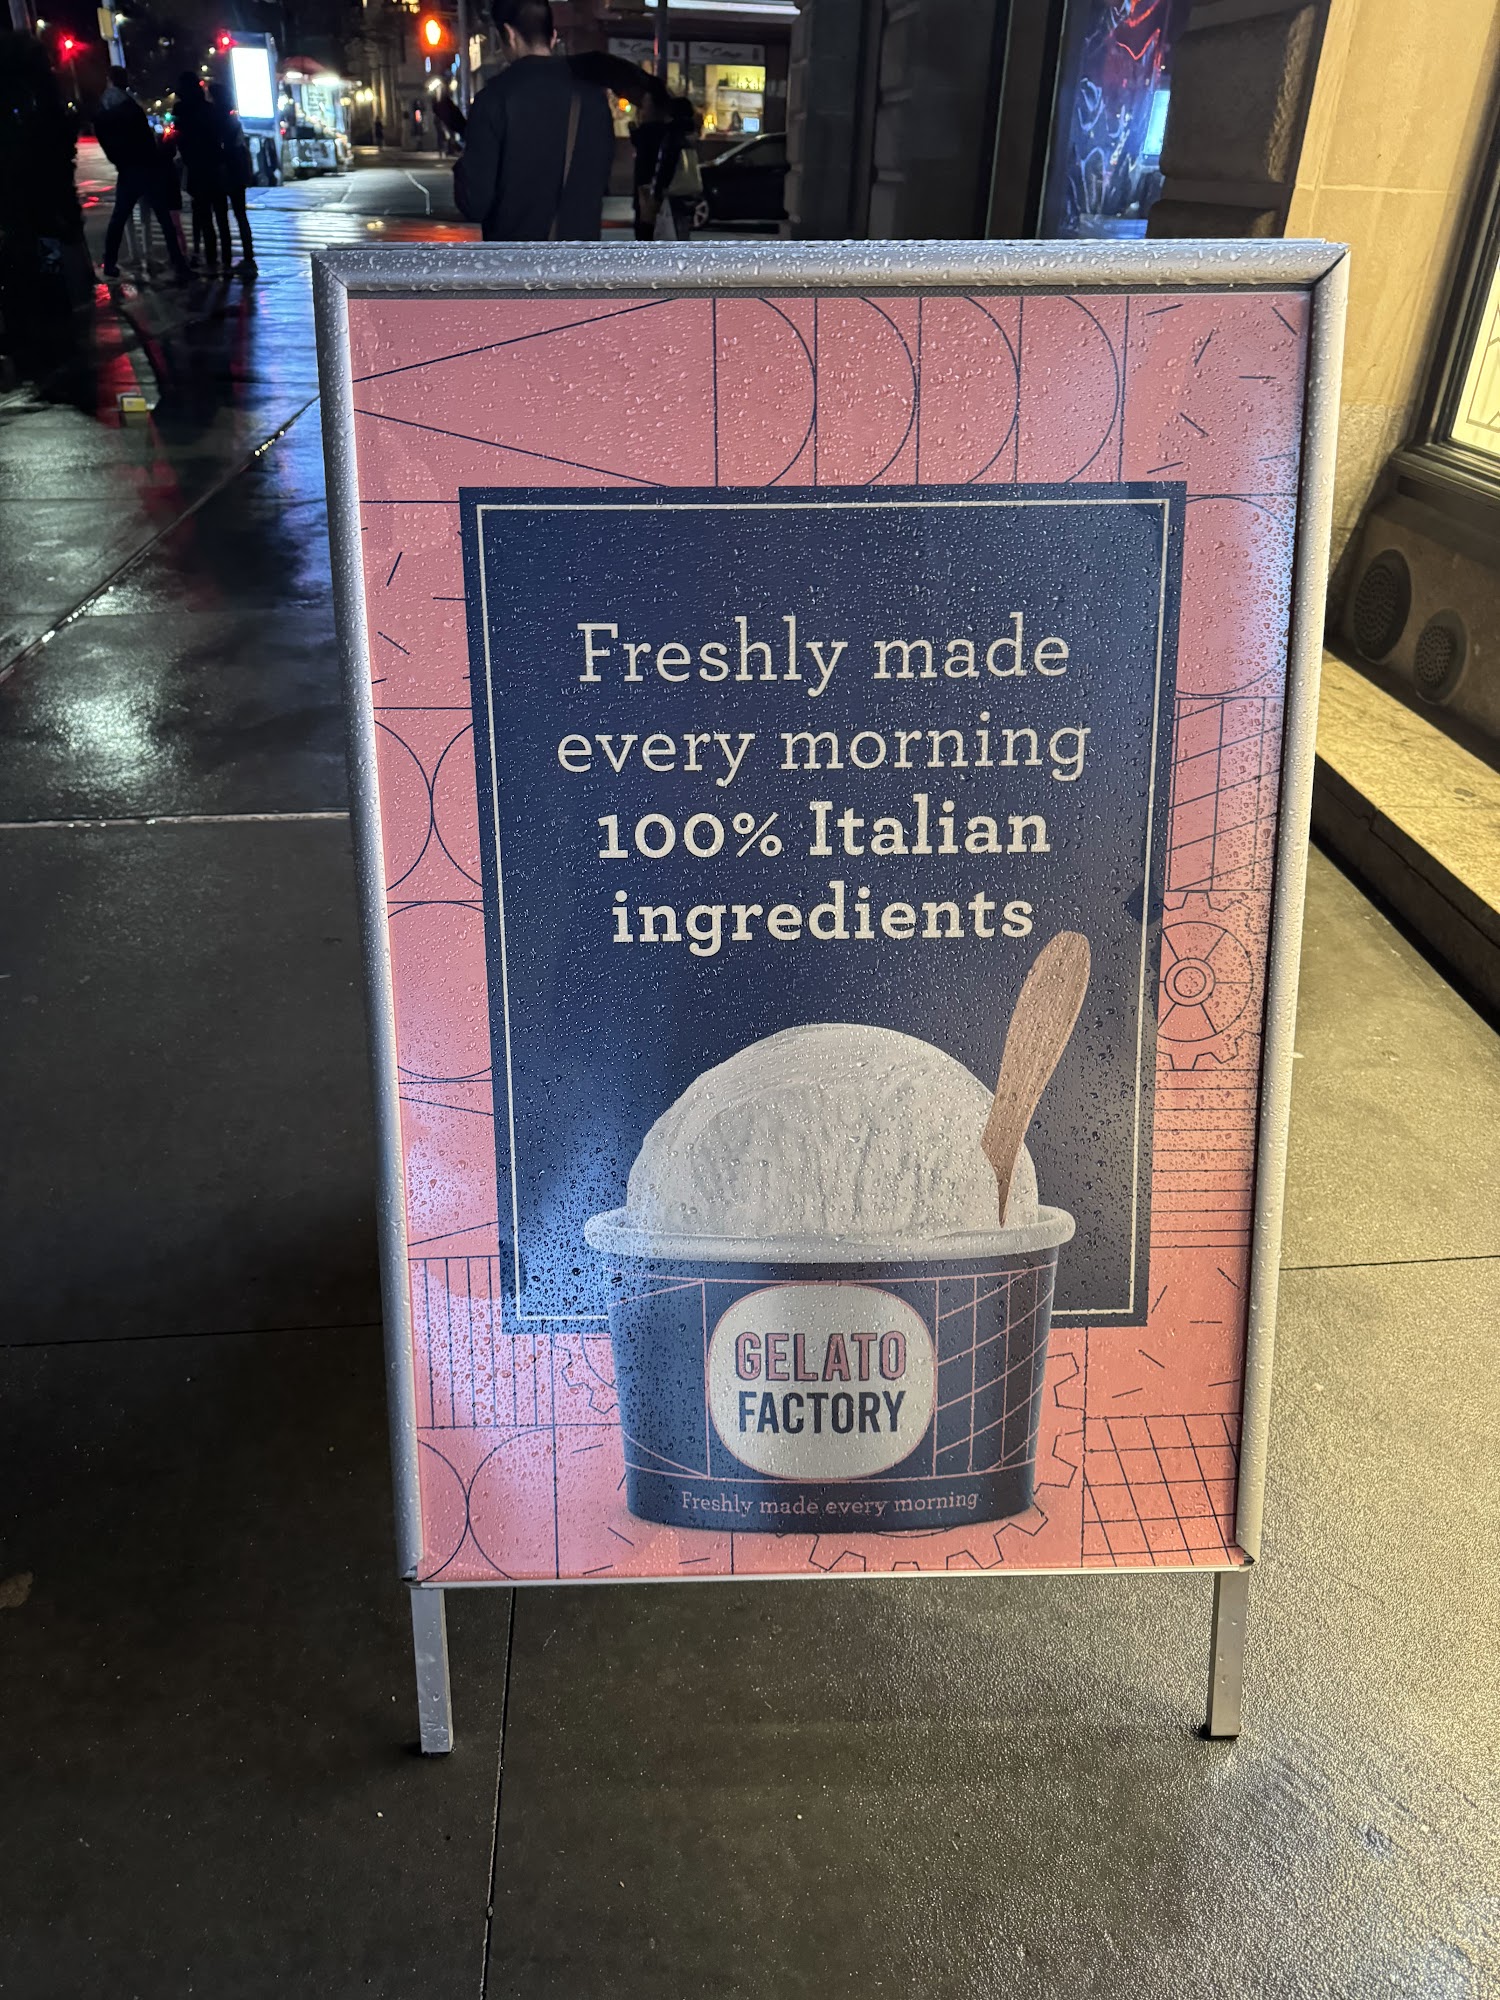 Freshly made
every morning
100% Italian
ingredients
GELATO
FACTORY
Freshly made every morning